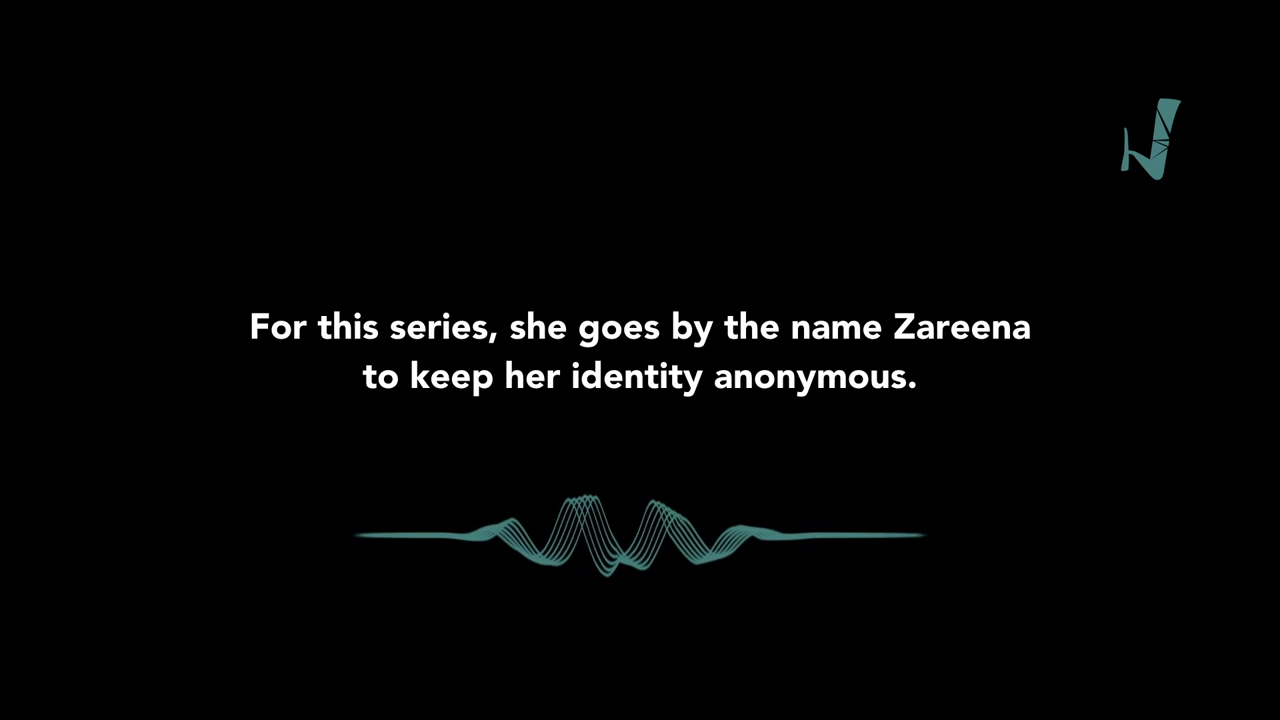 For this series, she goes by the name Zareena
to keep her identity anonymous.